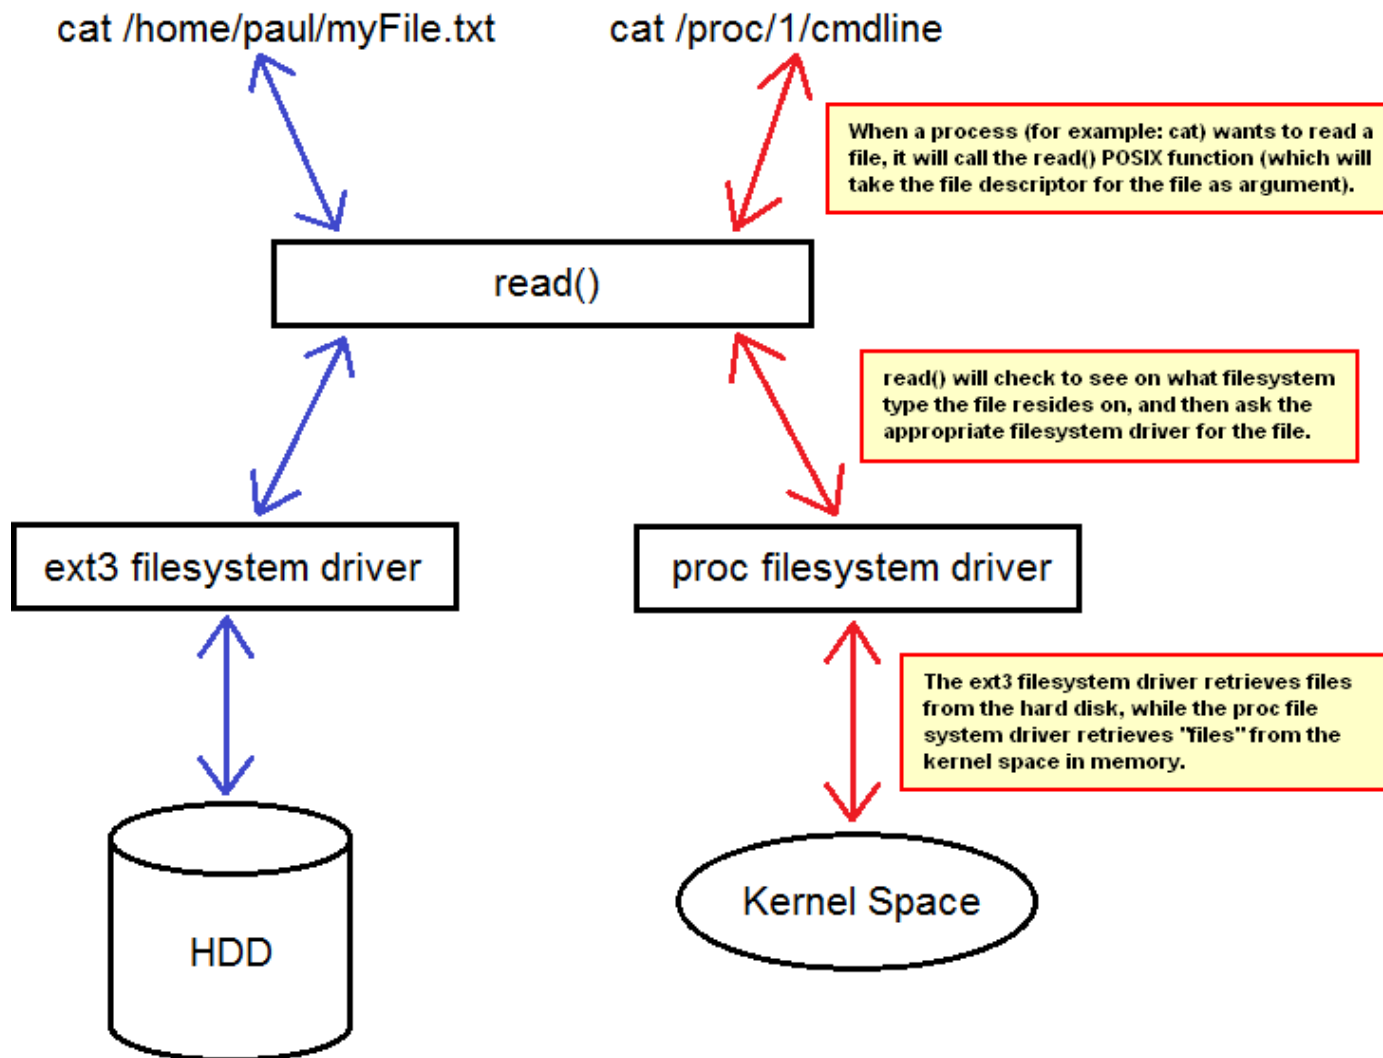 cat /home/paul/myFile.txt
cat /proc/1/cmdline
When a process (for example: cat) wants to read a
file, it will call the read() POSIX function (which will
take the file descriptor for the file as argument).
read()
read() will check to see on what filesystem
type the file resides on, and then ask the
appropriate filesystem driver for the file.
ext3 filesystem driver
proc filesystem driver
The ext3 filesystem driver retrieves files
from the hard disk, while the proc file
system driver retrieves "files" from the
kernel space in memory.
Kernel Space
HDD